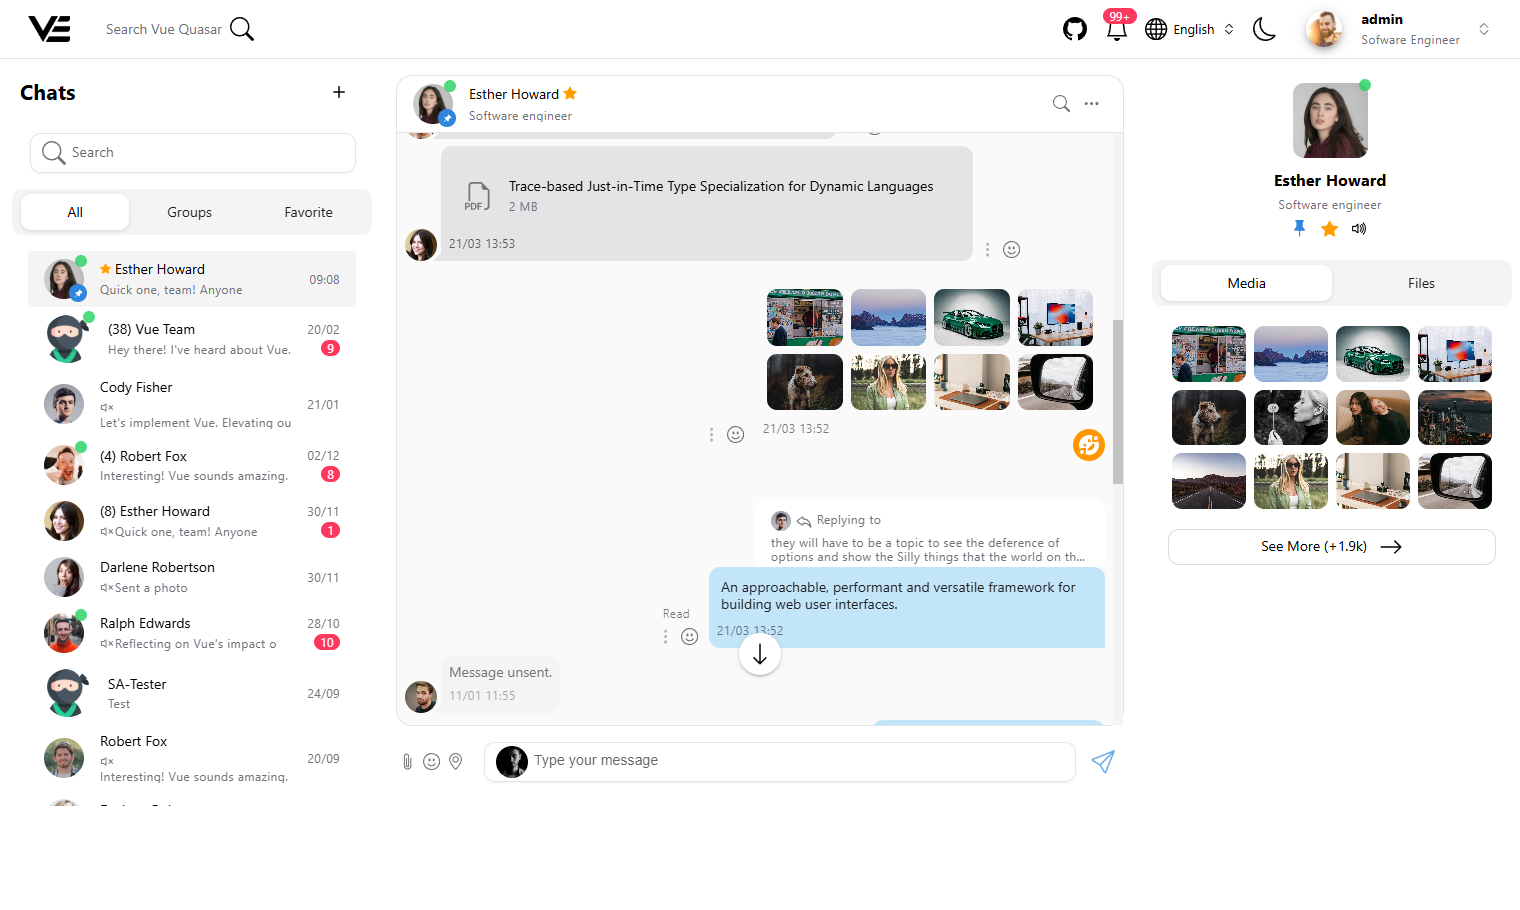 VE
Search Vue Quasar
99+
English
admin
Sofware Engineer
Chats
+
Search
All
Groups
Favorite
Esther Howard
Quick one, team! Anyone
09:08
(38) Vue Team
Hey there! I've heard about Vue.
20/02
9
Cody Fisher
Let's implement Vue. Elevating ou
21/01
(4) Robert Fox
Interesting! Vue sounds amazing.
02/12
8
(8) Esther Howard
Quick one, team! Anyone
30/11
1
Darlene Robertson
Sent a photo
30/11
Ralph Edwards
Reflecting on Vue's impact o
28/10
10
SA-Tester
Test
24/09
Robert Fox
Interesting! Vue sounds amazing.
20/09
Esther Howard
Software engineer
PDF
Trace-based Just-in-Time Type Specialization for Dynamic Languages
2 MB
21/03 13:53
21/03 13:52
Replying to
they will have to be a topic to see the deference of
options and show the Silly things that the world on th...
An approachable, performant and versatile framework for
building web user interfaces.
Read
21/03 13:52
Message unsent.
11/01 11:55
Type your message
Esther Howard
Software engineer
Media
Files
See More (+1.9k)